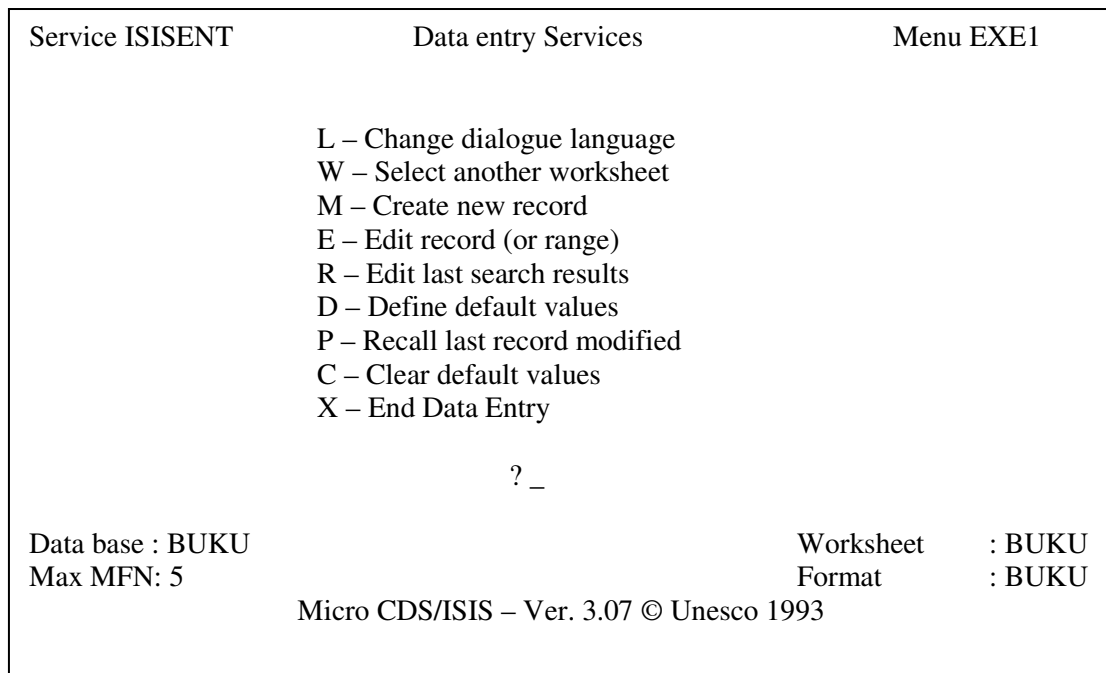 Service ISISENT Data entry Services Menu EXE1
L – Change dialogue language
W – Select another worksheet
M – Create new record
E – Edit record (or range)
R – Edit last search results
D – Define default values
P – Recall last record modified
C – Clear default values
X – End Data Entry
? _
Data base : BUKU Worksheet : BUKU
Max MFN: 5 Format : BUKU
Micro CDS/ISIS – Ver. 3.07 © Unesco 1993